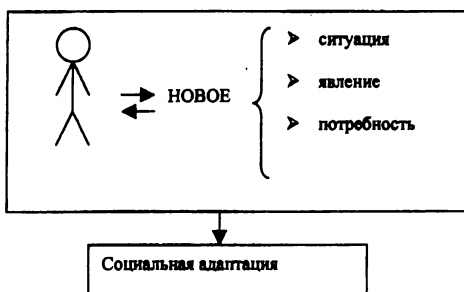 ситуация
НОВОЕ
явление
потребность
Социальная адаптация